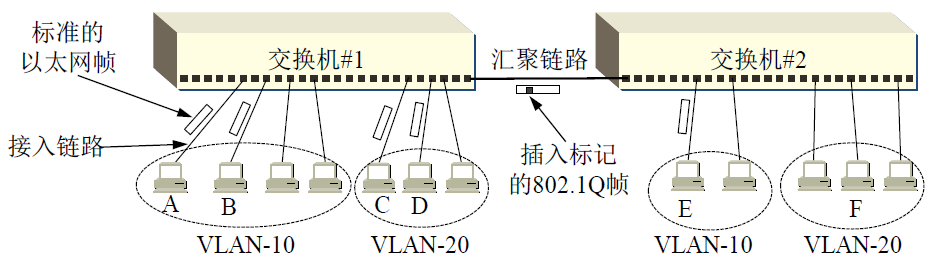 标准的
以太网帧
交换机#1
汇聚链路
交换机#2
接入链路
插入标记
的802.1Q帧
A
B
C
D
E
F
VLAN-10
VLAN-20
VLAN-10
VLAN-20